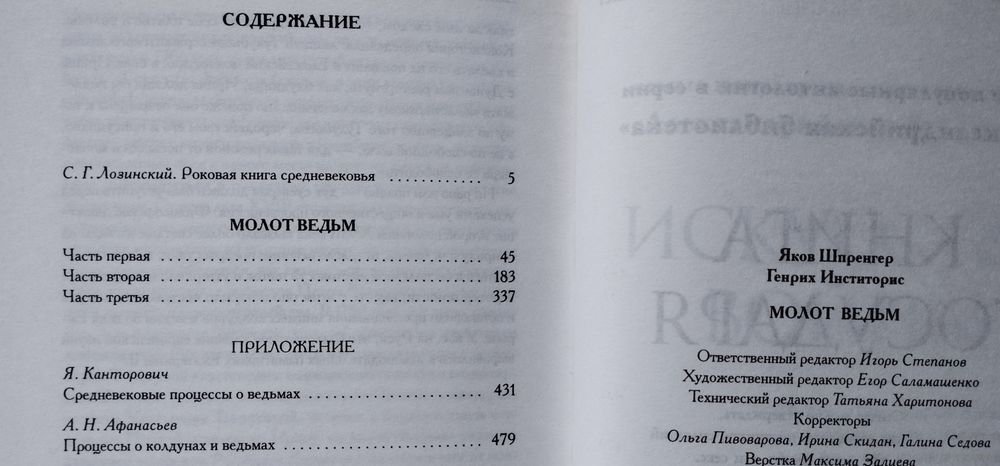 СОДЕРЖАНИЕ
С. Г. Лозинский. Роковая книга средневековья ............ 5
МОЛОТ ВЕДЬМ
Часть первая ............ 45
Часть вторая ............ 183
Часть третья ............ 337
ПРИЛОЖЕНИЕ
Я. Канторович
Средневековые процессы о ведьмах ............ 431
А. Н. Афанасьев
Процессы о колдунах и ведьмах ............ 479
Яков Шпренгер
Генрих Инститорис
МОЛОТ ВЕДЬМ
Ответственный редактор Игорь Степанов
Художественный редактор Егор Саламашенко
Технический редактор Татьяна Харитонова
Корректоры
Ольга Пивоварова, Ирина Скидан, Галина Седова
Верстка Максима Залиева